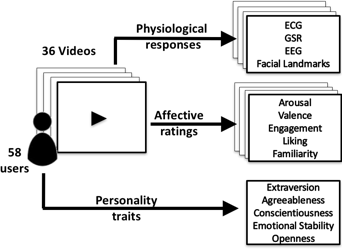 36 Videos
58
users
Physiological
responses
ECG
GSR
EEG
Facial Landmarks
Affective
ratings
Arousal
Valence
Engagement
Liking
Familiarity
Personality
traits
Extraversion
Agreeableness
Conscientiousness
Emotional Stability
Openness